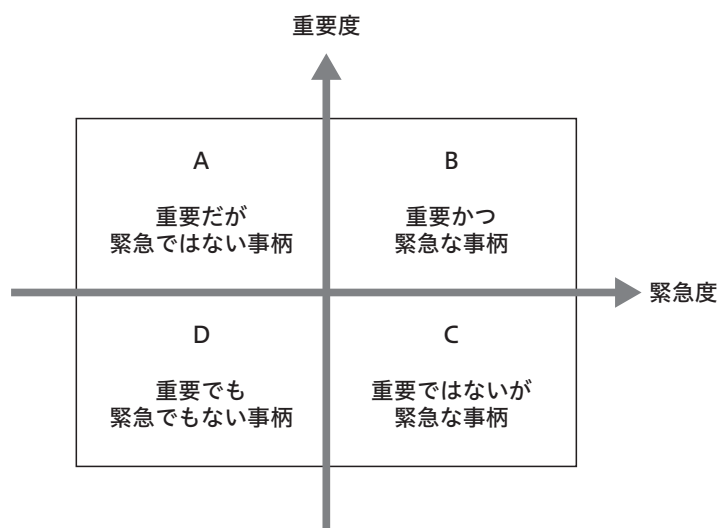 重要度
A
重要だが
緊急ではない事柄
B
重要かつ
緊急な事柄
緊急度
D
重要でも
緊急でもない事柄
C
重要ではないが
緊急な事柄